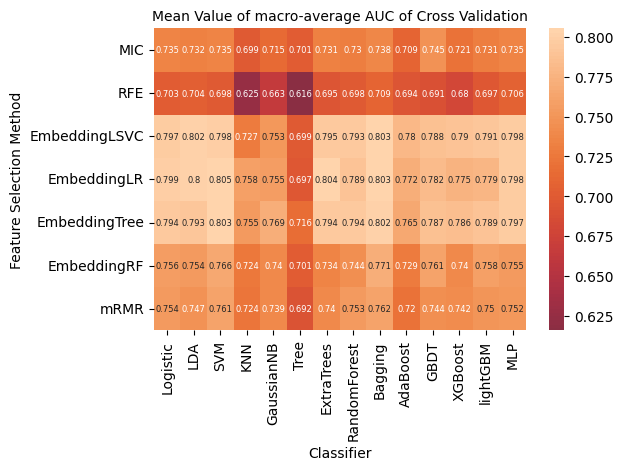 Mean Value of macro-average AUC of Cross Validation
Feature Selection Method
MIC 0.735 0.732 0.735 0.699 0.715 0.701 0.731 0.73 0.738 0.709 0.745 0.721 0.731 0.735
RFE 0.703 0.704 0.698 0.625 0.663 0.616 0.695 0.698 0.709 0.694 0.691 0.68 0.697 0.706
EmbeddingLSVC 0.797 0.802 0.798 0.727 0.753 0.699 0.795 0.793 0.803 0.78 0.788 0.79 0.791 0.798
EmbeddingLR 0.799 0.8 0.805 0.758 0.755 0.697 0.804 0.789 0.803 0.772 0.782 0.775 0.779 0.799
EmbeddingTree 0.794 0.793 0.803 0.755 0.769 0.716 0.794 0.794 0.802 0.765 0.787 0.786 0.789 0.797
EmbeddingRF 0.756 0.754 0.766 0.724 0.74 0.701 0.734 0.744 0.771 0.729 0.761 0.74 0.758 0.755
mRMR 0.754 0.747 0.761 0.724 0.739 0.692 0.74 0.753 0.762 0.72 0.744 0.742 0.75 0.752
Logistic LDA SVM KNN GaussianNB Tree ExtraTrees RandomForest Bagging AdaBoost GBDT XGBoost lightGBM MLP
Classifier
0.800
0.775
0.750
0.725
0.700
0.675
0.650
0.625